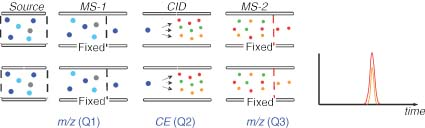 Source MS-1 CID MS-2
Fixed Fixed
Fixed Fixed
time
m/z (Q1) CE (Q2) m/z (Q3)